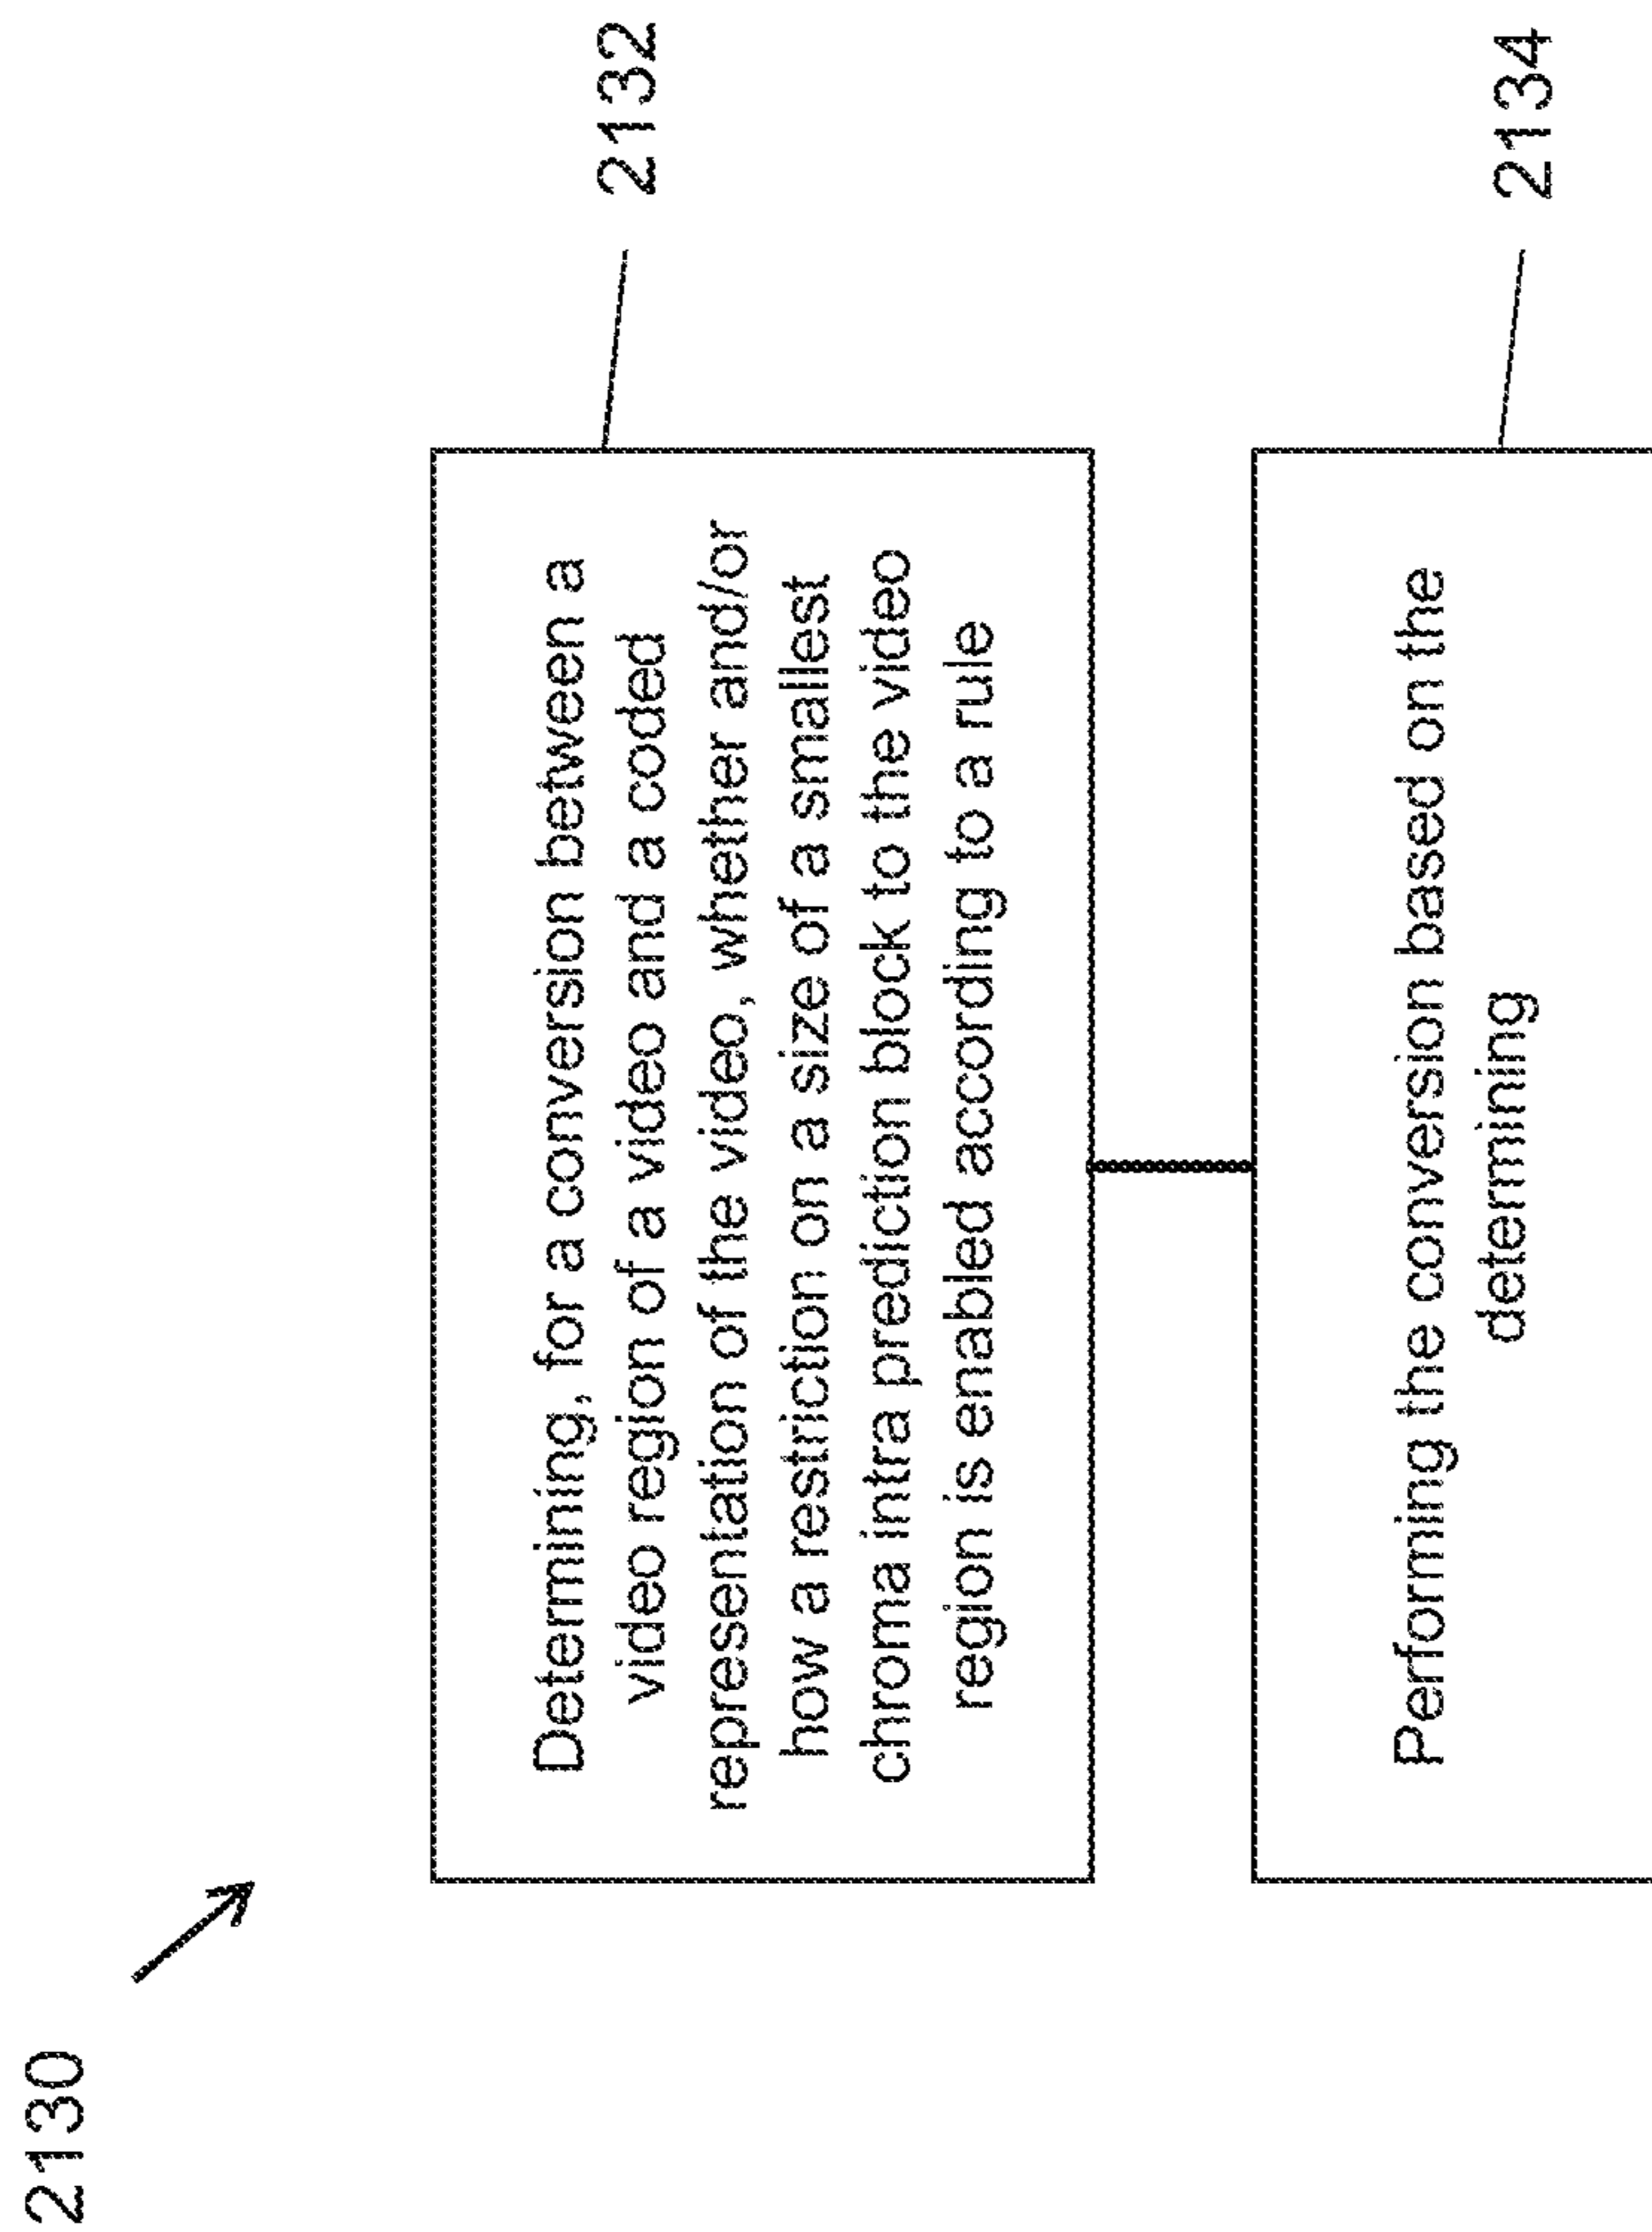 2130
Determining, for a conversion between a
video region of a video and a coded
representation of the video, whether and/or
how a restriction on a size of a smallest
chroma intra prediction block to the video
region is enabled according to a rule
2132
Performing the conversion based on the
determining
2134